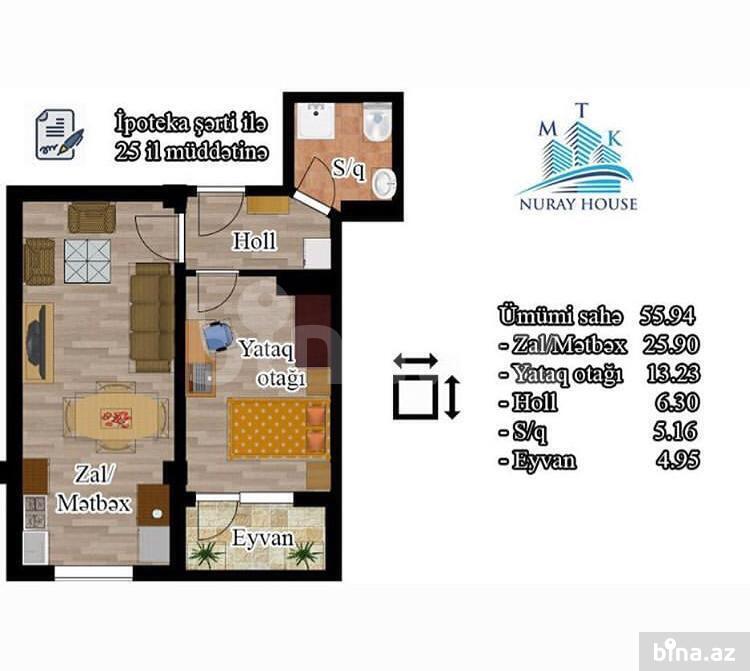 İpoteka şərti ilə
25 il müddətinə
M T K
NURAY HOUSE
S/q
Holl
Yataq
otağı
Zal/
Mətbəx
Eyvan
Ümümi sahə 55.94
- Zal/Mətbəx 25.90
- Yataq otağı 13.23
- Holl 6.30
- S/q 5.16
- Eyvan 4.95
bina.az